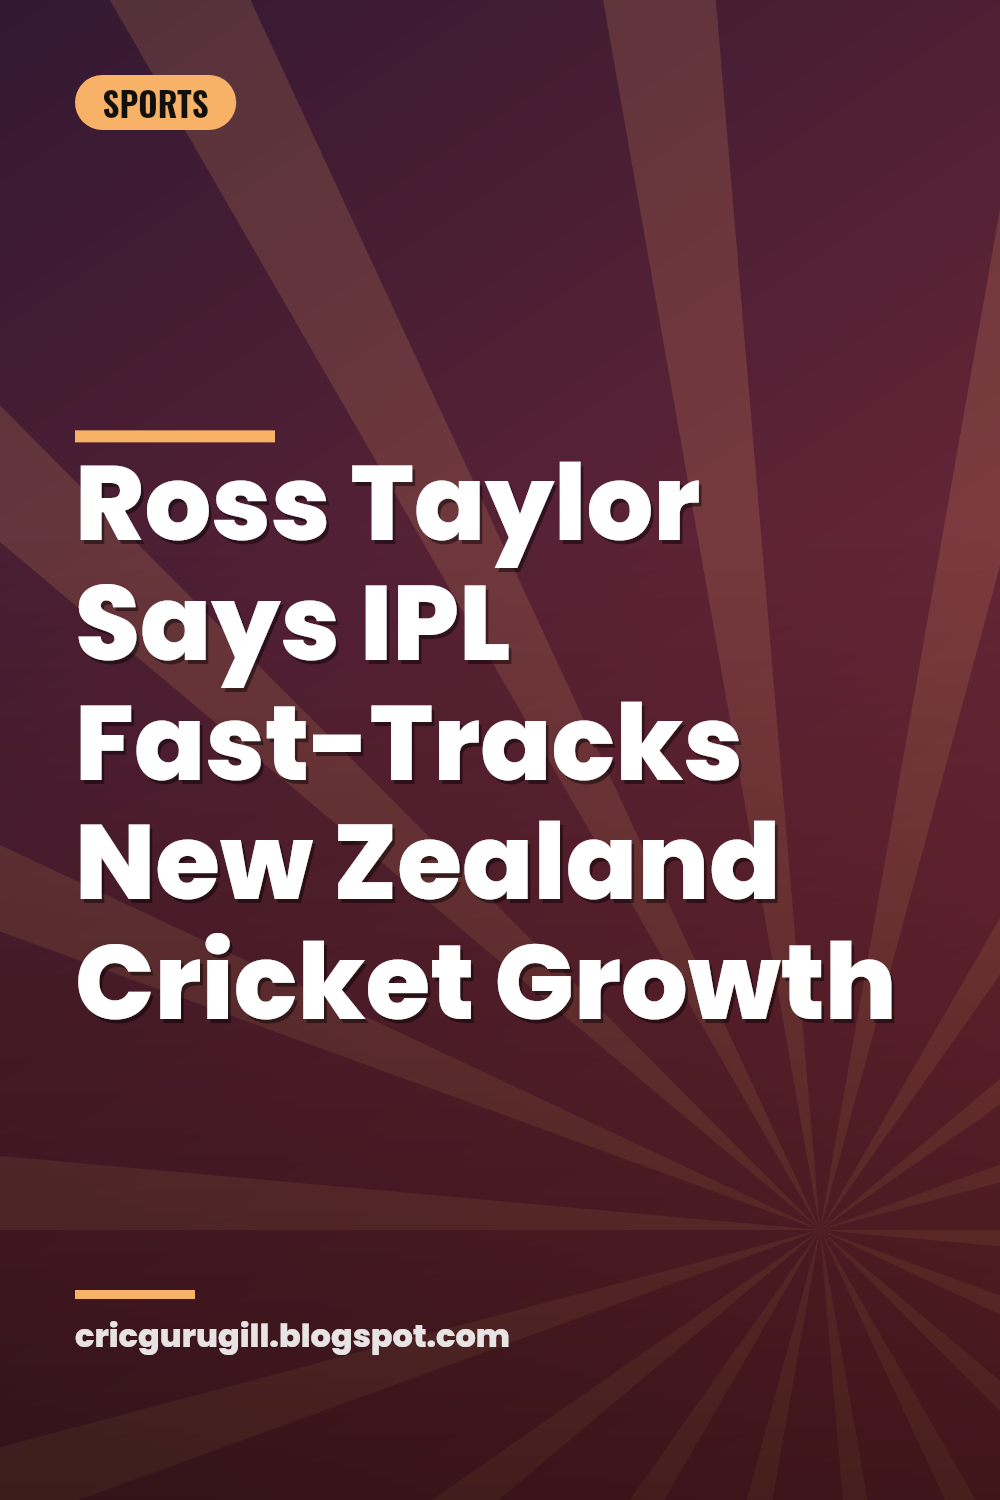 SPORTS
Ross Taylor
Says IPL
Fast-Tracks
New Zealand
Cricket Growth
cricgurugill.blogspot.com